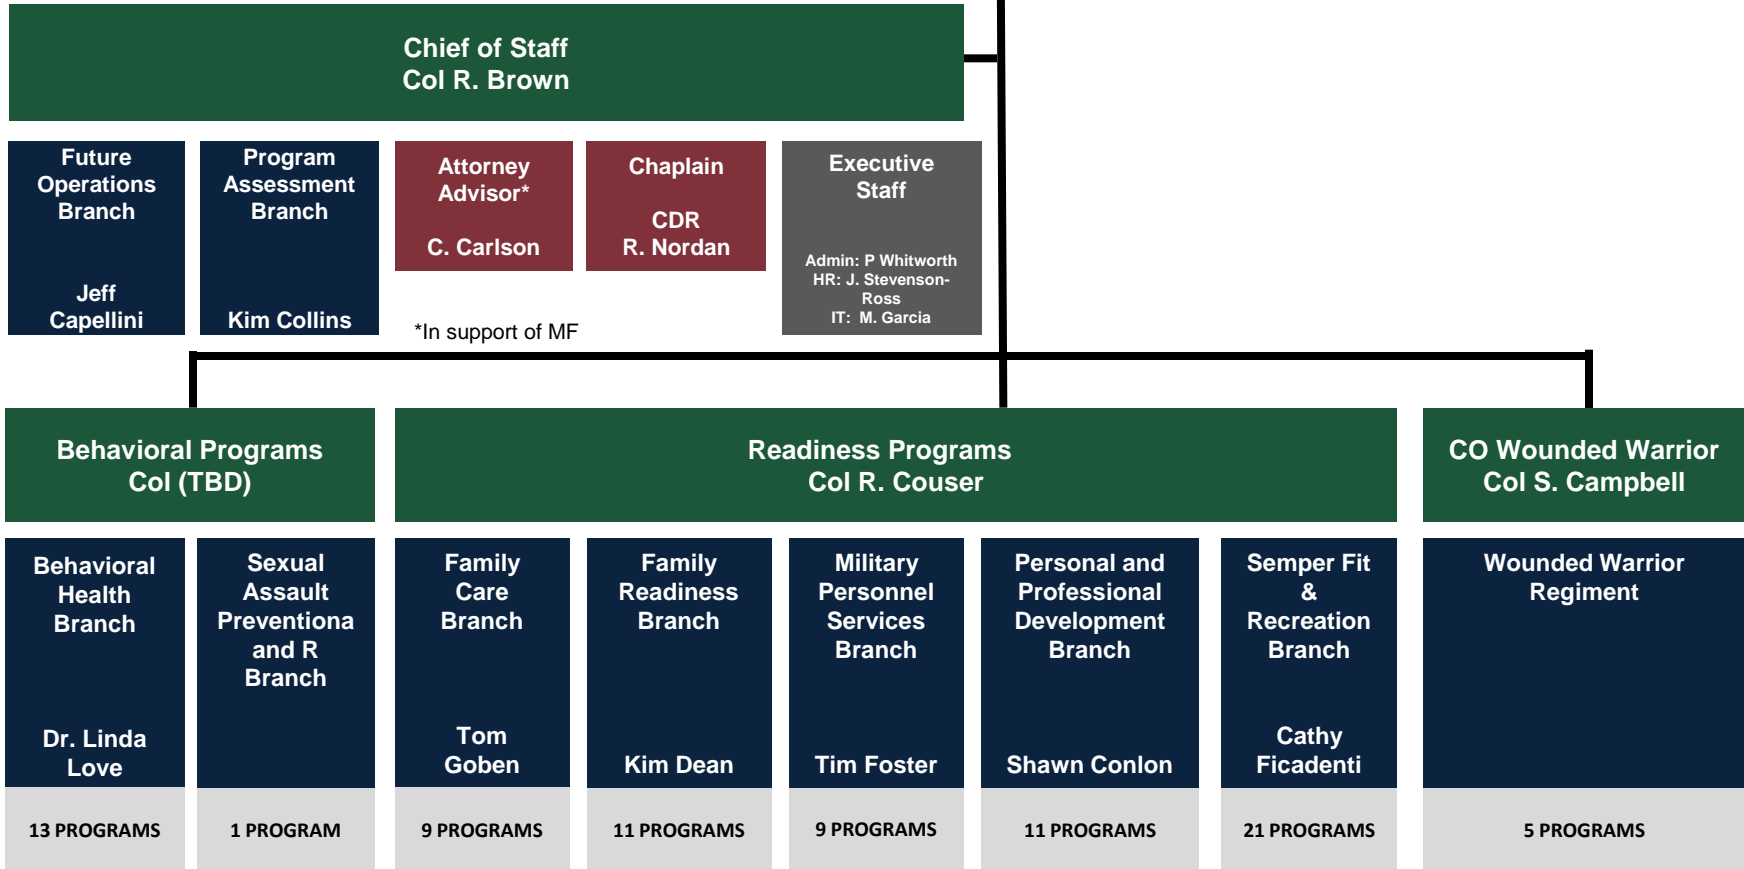 Chief of Staff
Col R. Brown
Future
Operations
Branch
Jeff
Capellini
Program
Assessment
Branch
Kim Collins
Attorney
Advisor*
C. Carlson
Chaplain
CDR
R. Nordan
Executive
Staff
Admin: P Whitworth
HR: J. Stevenson-
Ross
IT: M. Garcia
*In support of MF
Behavioral Programs
Col (TBD)
Readiness Programs
Col R. Couser
CO Wounded Warrior
Col S. Campbell
Behavioral
Health
Branch
Dr. Linda
Love
Sexual
Assault
Preventiona
and R
Branch
Family
Care
Branch
Tom
Goben
Family
Readiness
Branch
Kim Dean
Military
Personnel
Services
Branch
Tim Foster
Personal and
Professional
Development
Branch
Shawn Conlon
Semper Fit
&
Recreation
Branch
Cathy
Ficadenti
Wounded Warrior
Regiment
13 PROGRAMS
1 PROGRAM
9 PROGRAMS
11 PROGRAMS
9 PROGRAMS
11 PROGRAMS
21 PROGRAMS
5 PROGRAMS